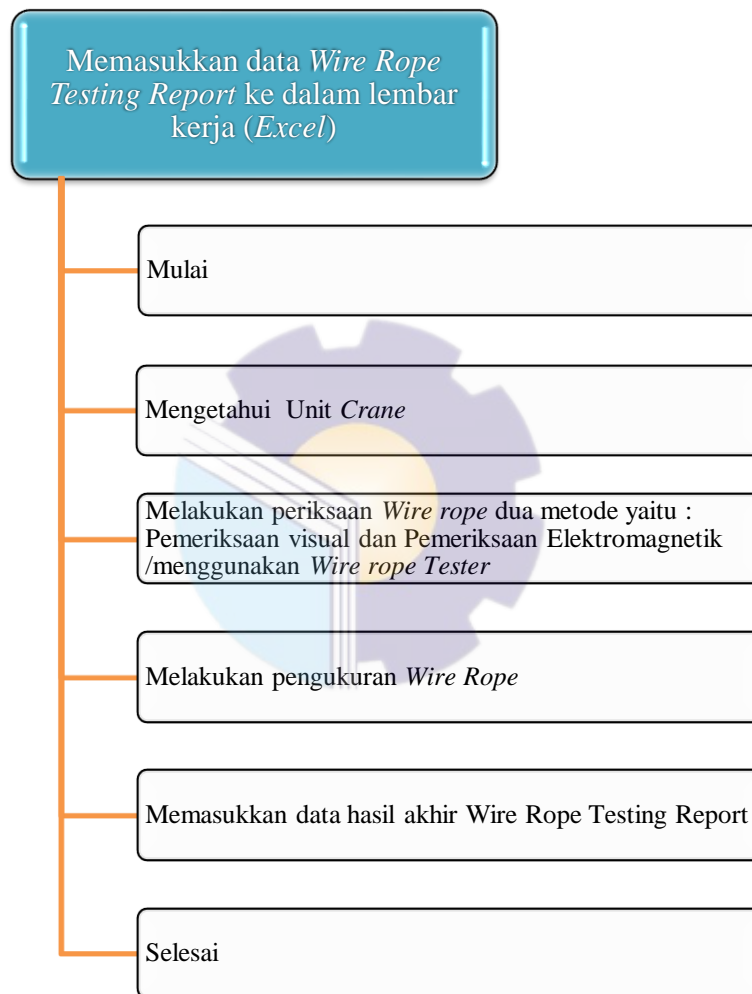 Memasukkan data Wire Rope
Testing Report ke dalam lembar
kerja (Excel)
Mulai
Mengetahui Unit Crane
Melakukan periksaan Wire rope dua metode yaitu :
Pemeriksaan visual dan Pemeriksaan Elektromagnetik
/menggunakan Wire rope Tester
Melakukan pengukuran Wire Rope
Memasukkan data hasil akhir Wire Rope Testing Report
Selesai